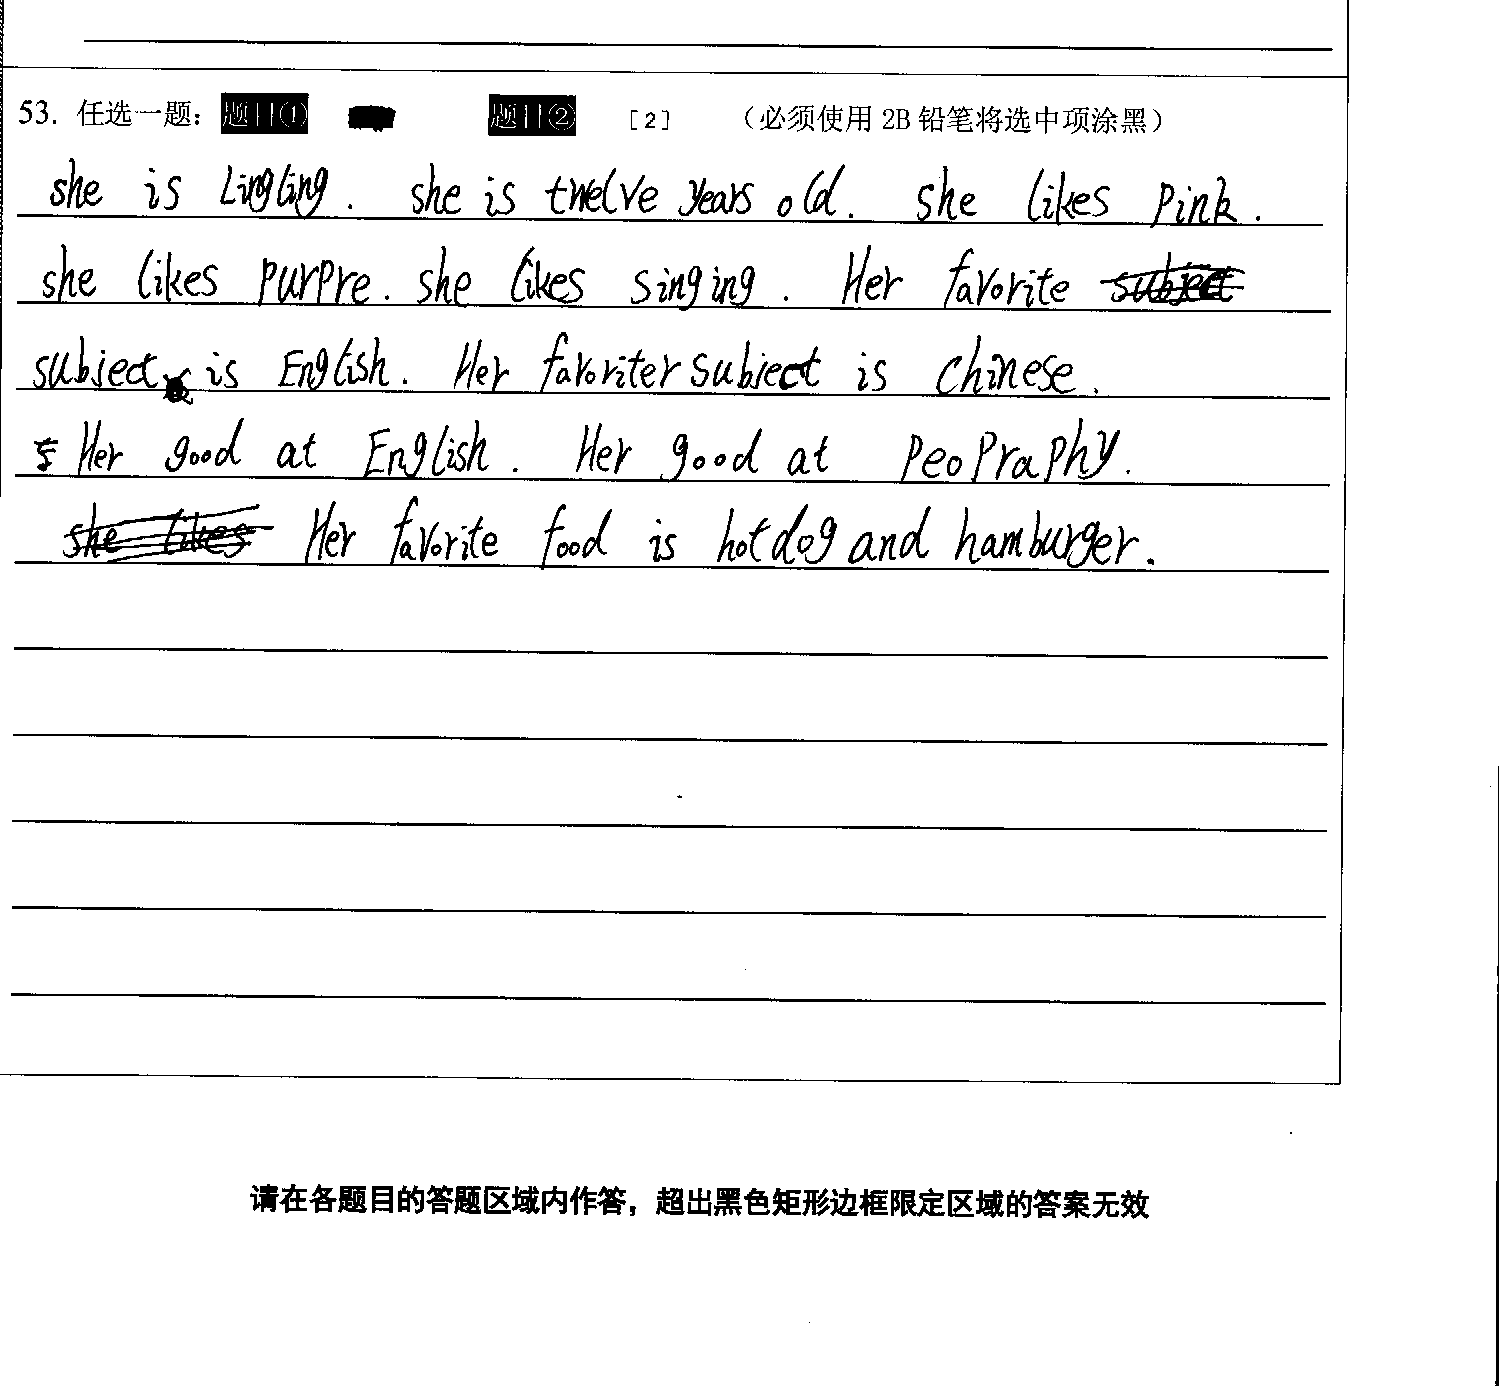 53. 任选一题： 题目① 题目② [2] （必须使用 2B 铅笔将选中项涂黑）
she is Lingling. she is twelve years old. she likes pink.
she likes purpre. she likes singing. Her favorite subject
subject is English. Her favoriter subject is chinese.
Her good at English. Her good at peopraphy.
she likes Her favorite food is hotdog and hamburger.
请在各题目的答题区域内作答，超出黑色矩形边框限定区域的答案无效